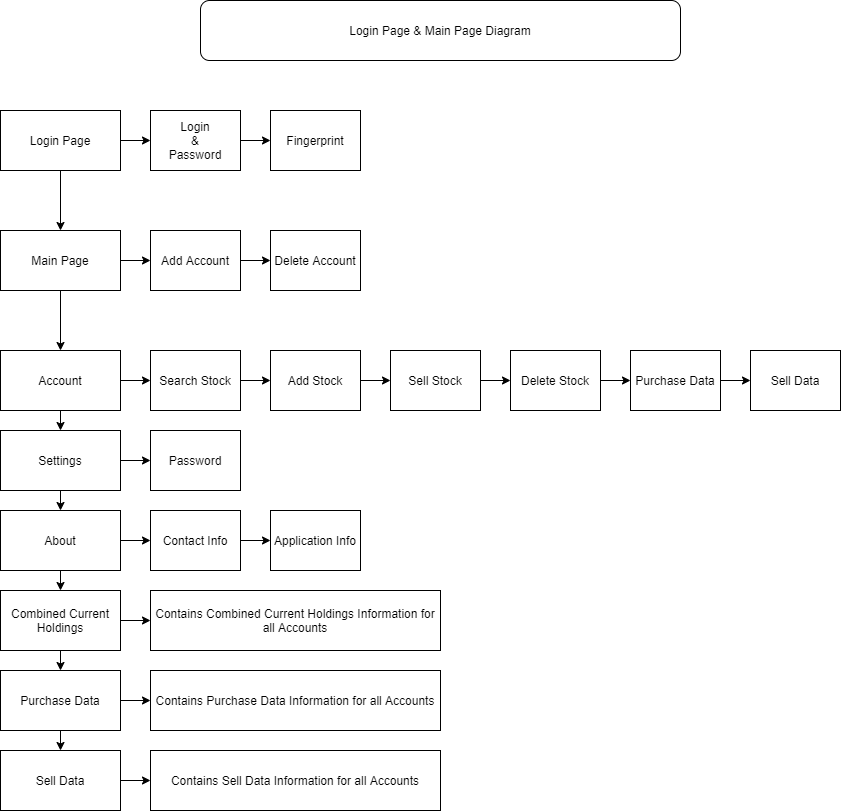 Login Page & Main Page Diagram
Login Page
Login
&
Password
Fingerprint
Main Page
Add Account
Delete Account
Account
Search Stock
Add Stock
Sell Stock
Delete Stock
Purchase Data
Sell Data
Settings
Password
About
Contact Info
Application Info
Combined Current
Holdings
Contains Combined Current Holdings Information for
all Accounts
Purchase Data
Contains Purchase Data Information for all Accounts
Sell Data
Contains Sell Data Information for all Accounts